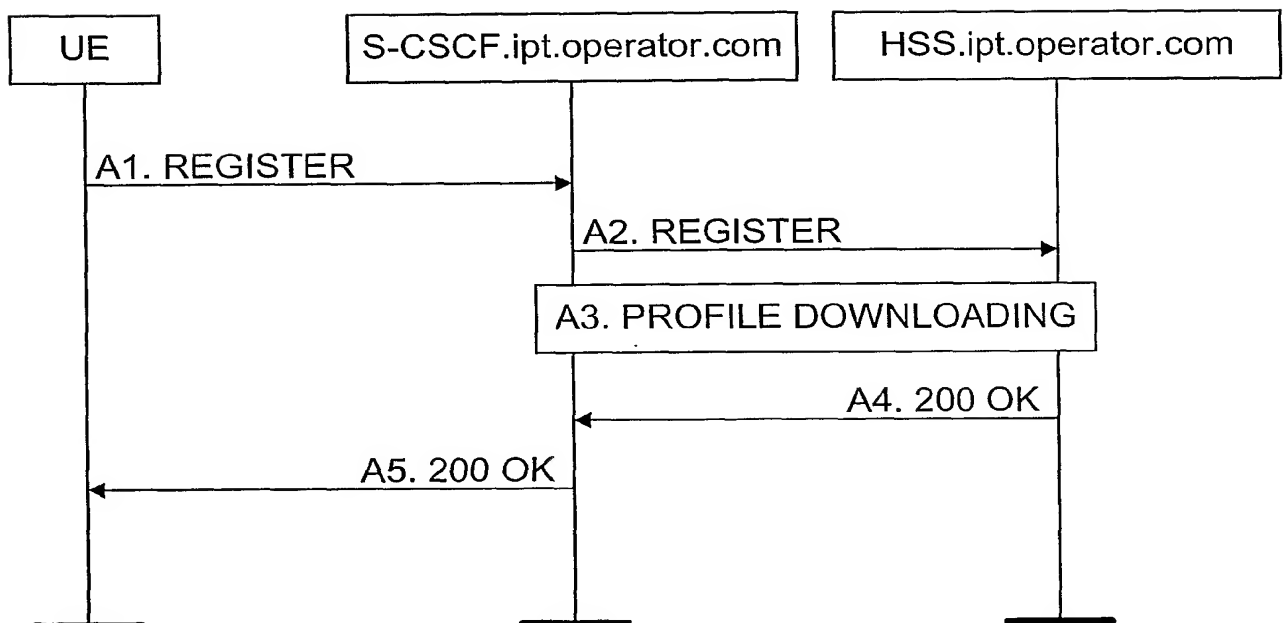 UE
S-CSCF.ipt.operator.com
HSS.ipt.operator.com
A1. REGISTER
A2. REGISTER
A3. PROFILE DOWNLOADING
A4. 200 OK
A5. 200 OK